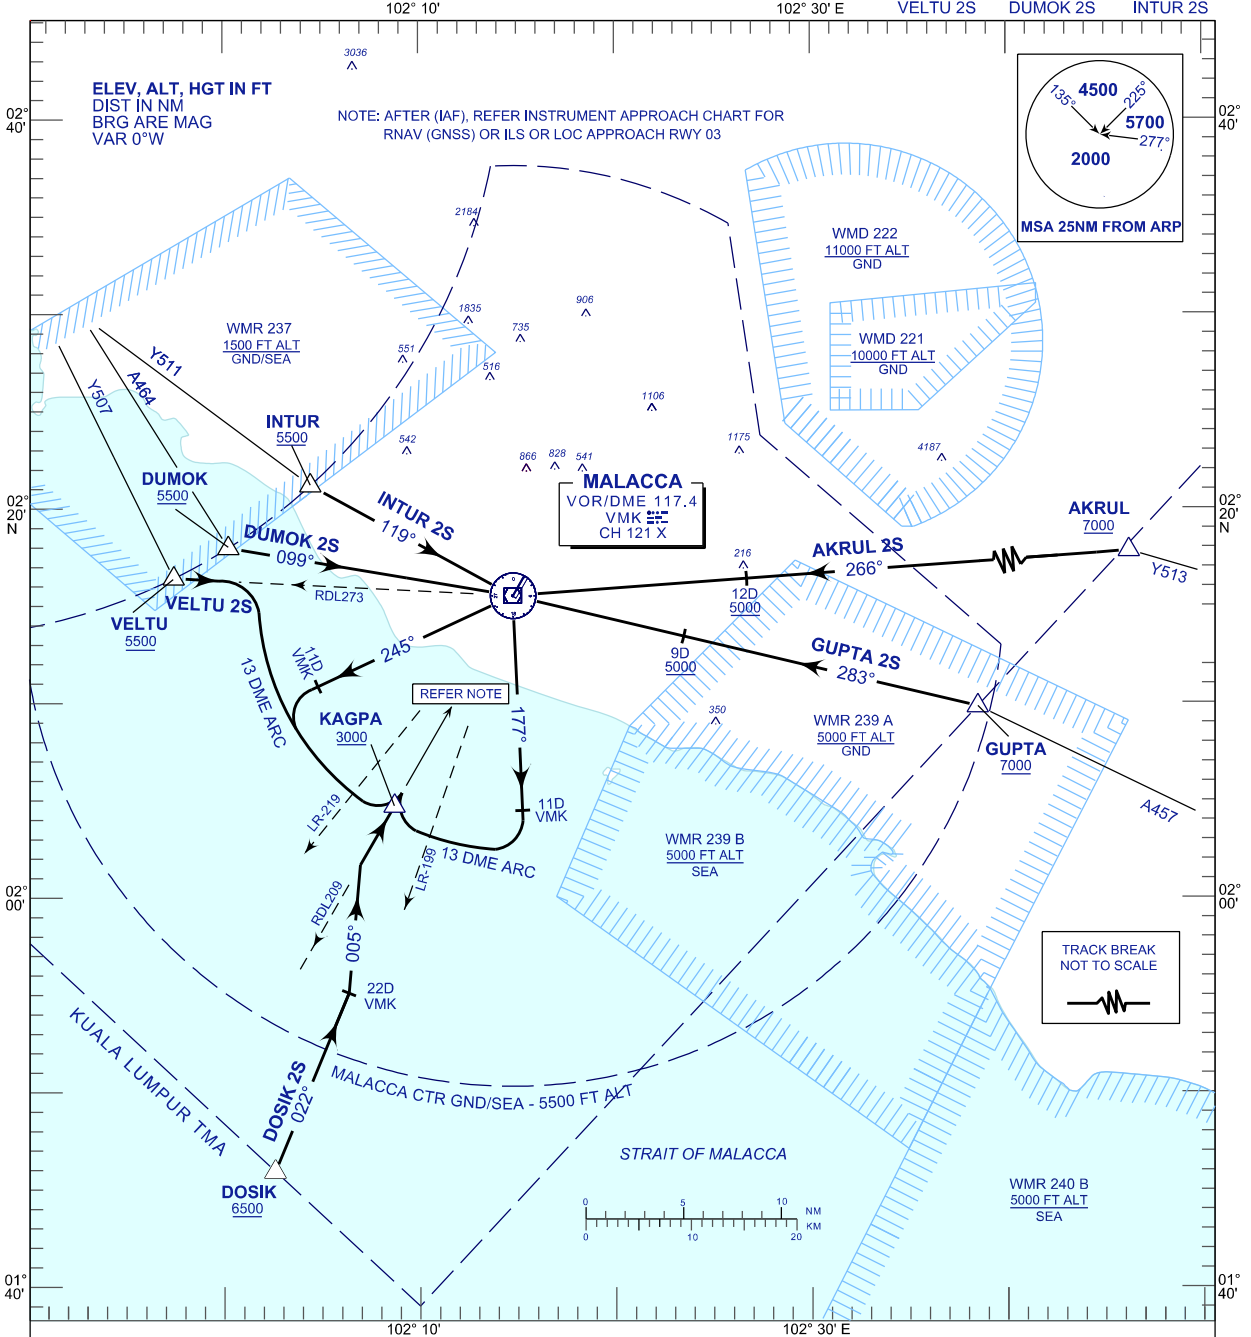 102° 10'
102° 30' E
VELTU 2S
DUMOK 2S
INTUR 2S
3036
ELEV, ALT, HGT IN FT
DIST IN NM
BRG ARE MAG
VAR 0°W
02°
40'
NOTE: AFTER (IAF), REFER INSTRUMENT APPROACH CHART FOR
RNAV (GNSS) OR ILS OR LOC APPROACH RWY 03
02°
40'
4500
135°
225°
5700
277°
2000
MSA 25NM FROM ARP
2184
WMD 222
11000 FT ALT
GND
1835
906
735
WMR 237
1500 FT ALT
GND/SEA
551
516
WMD 221
10000 FT ALT
GND
Y511
A464
Y507
1106
INTUR
5500
542
1175
4187
866
828
541
DUMOK
5500
MALACCA
VOR/DME 117.4
VMK
CH 121 X
02°
20'
N
02°
20'
N
AKRUL
7000
INTUR 2S
119°
DUMOK 2S
099°
216
AKRUL 2S
266°
Y513
12D
5000
VELTU 2S
RDL273
VELTU
5500
245°
11D
VMK
13 DME ARC
9D
5000
GUPTA 2S
283°
REFER NOTE
KAGPA
3000
177°
350
WMR 239 A
5000 FT ALT
GND
GUPTA
7000
A457
11D
VMK
LR-219
LR-199
13 DME ARC
WMR 239 B
5000 FT ALT
SEA
02°
00'
02°
00'
RDL209
005°
22D
VMK
TRACK BREAK
NOT TO SCALE
KUALA LUMPUR TMA
DOSIK 2S
022°
MALACCA CTR GND/SEA - 5500 FT ALT
STRAIT OF MALACCA
DOSIK
6500
WMR 240 B
5000 FT ALT
SEA
0
5
10
NM
KM
0
10
20
01°
40'
01°
40'
102° 10'
102° 30' E